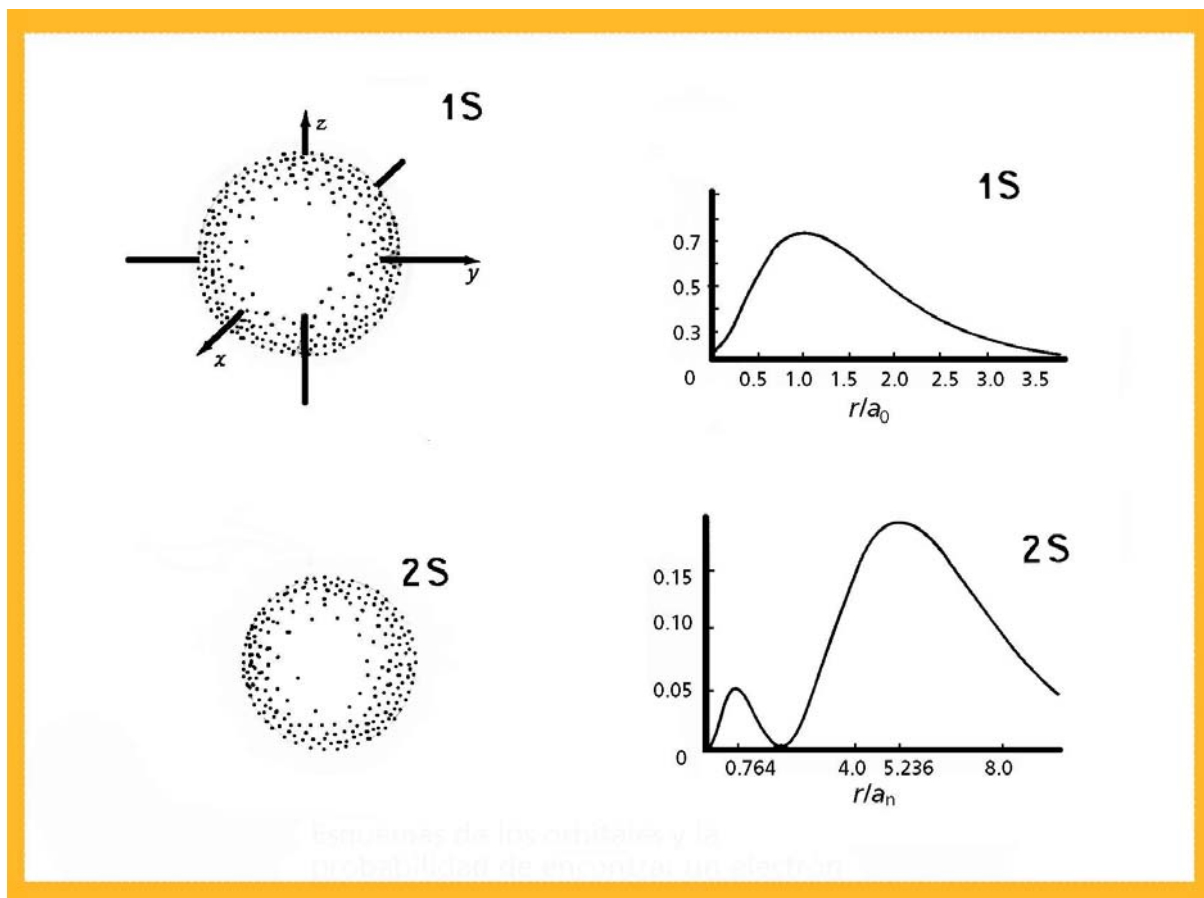 1S
z
y
x
1S
0.7
0.5
0.3
0
0.5 1.0 1.5 2.0 2.5 3.0 3.5
r/a0
2S
2S
0.15
0.10
0.05
0
0.764 4.0 5.236 8.0
r/an
Esquemas de los orbitales y la
probabilidad de encontrar un electrón